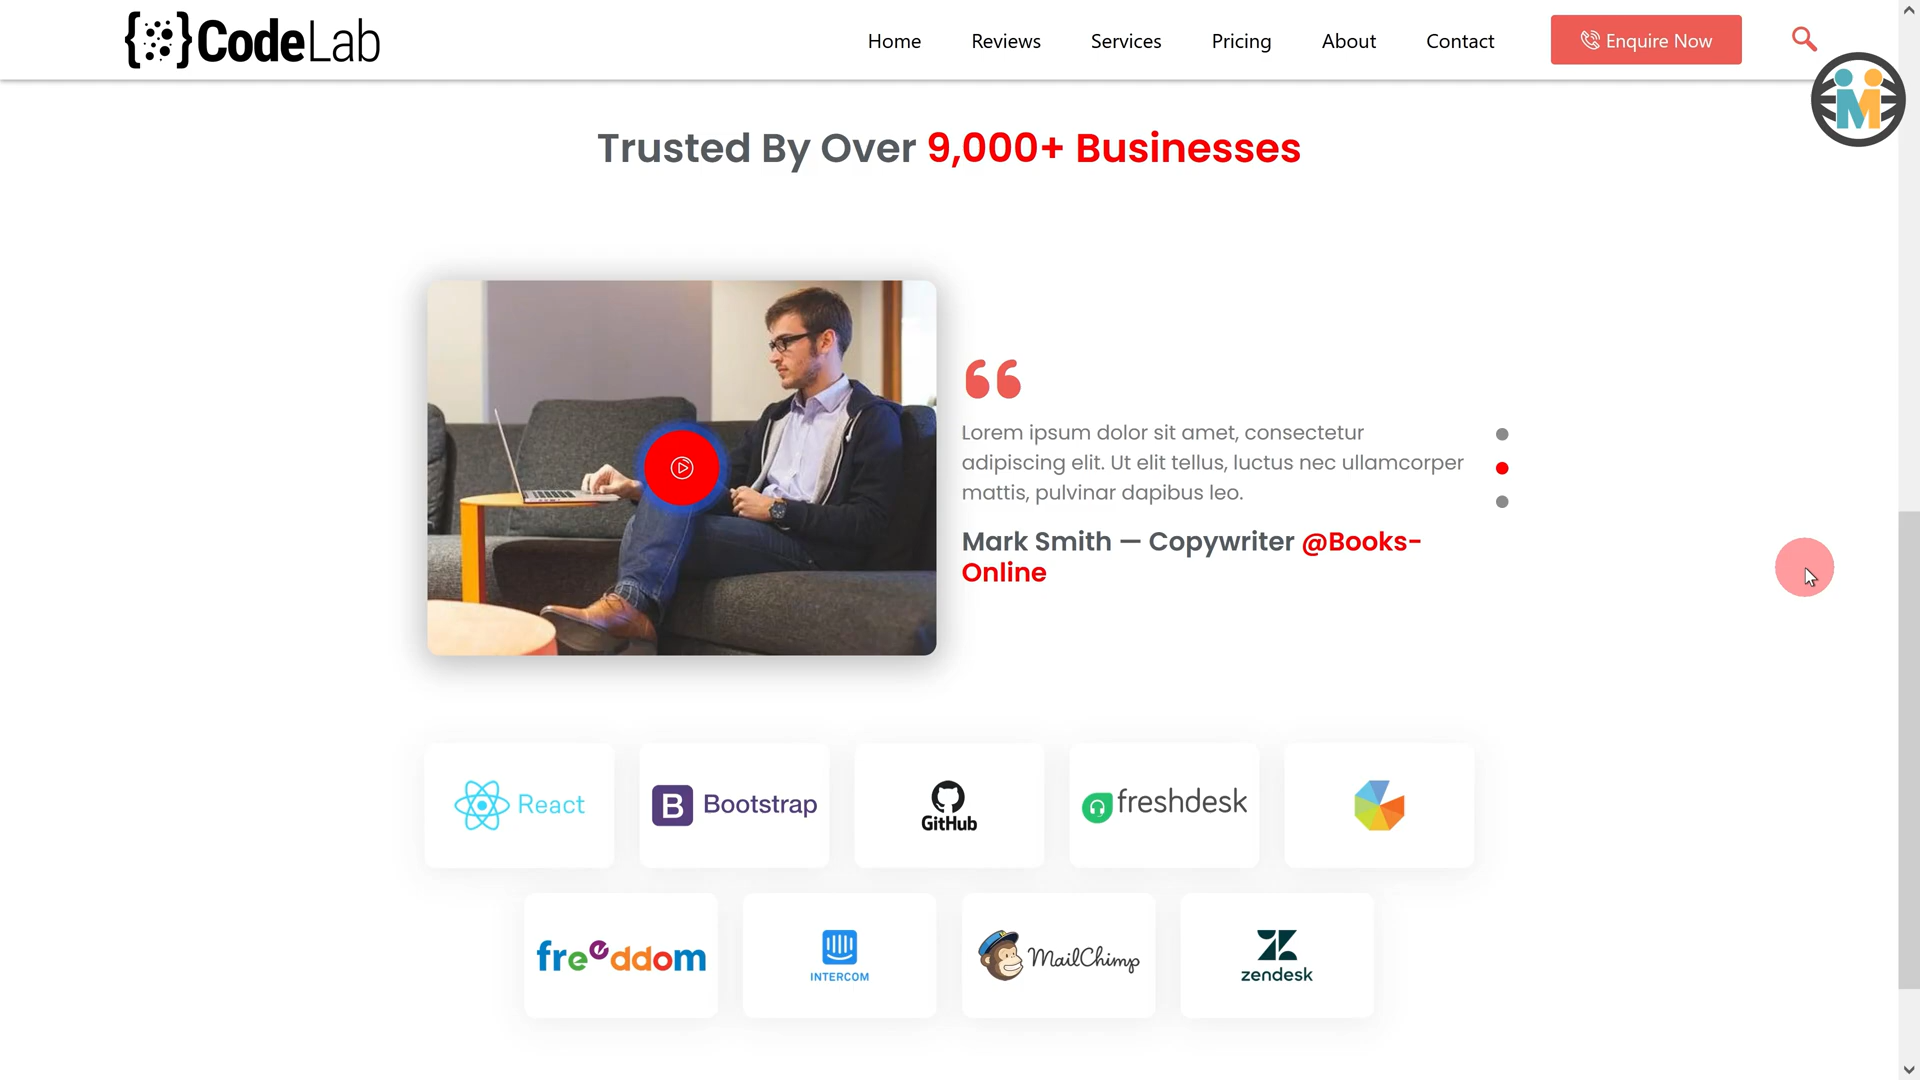 {}CodeLab
Home Reviews Services Pricing About Contact Enquire Now
M
Trusted By Over 9,000+ Businesses
Lorem ipsum dolor sit amet, consectetur
adipiscing elit. Ut elit tellus, luctus nec ullamcorper
mattis, pulvinar dapibus leo.
Mark Smith — Copywriter @Books-
Online
React
B Bootstrap
GitHub
freshdesk
freeddom
INTERCOM
MailChimp
zendesk